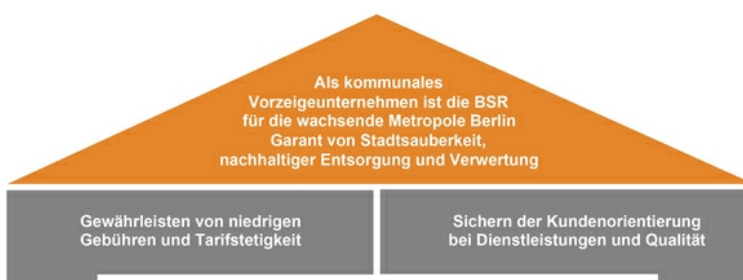 Als kommunales
Vorzeigeunternehmen ist die BSR
für die wachsende Metropole Berlin
Garant von Stadtsauberkeit,
nachhaltiger Entsorgung und Verwertung
Gewährleisten von niedrigen
Gebühren und Tarifstetigkeit
Sichern der Kundenorientierung
bei Dienstleistungen und Qualität